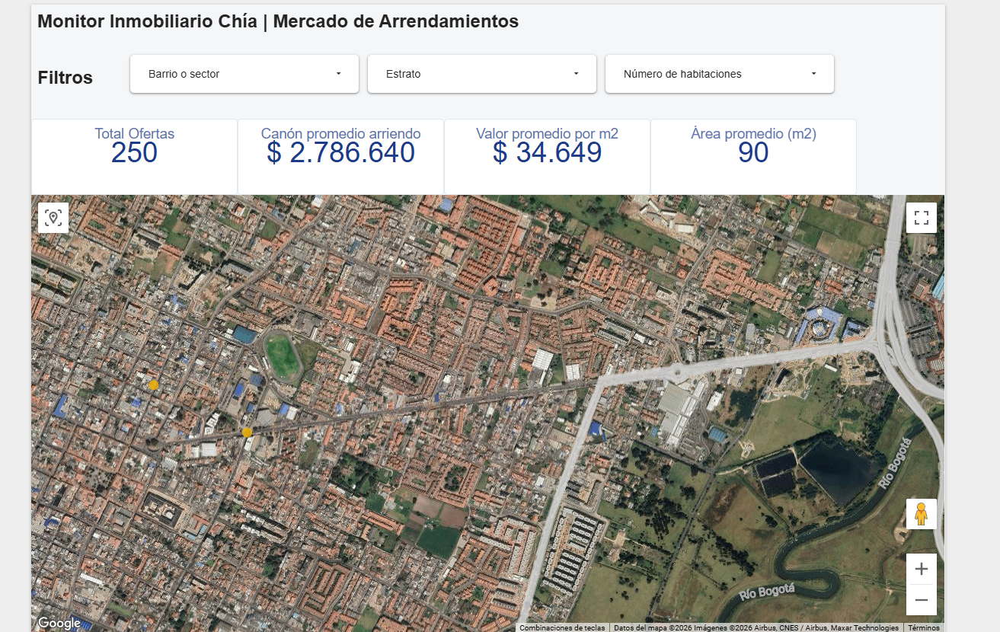 Monitor Inmobiliario Chía | Mercado de Arrendamientos
Filtros
Barrio o sector
Estrato
Número de habitaciones
Total Ofertas
250
Canón promedio arriendo
$ 2.786.640
Valor promedio por m2
$ 34.649
Área promedio (m2)
90
Río Bogotá
Río Bogotá
Google
Combinaciones de teclas
Datos del mapa ©2026 Imágenes ©2026 Airbus, CNES / Airbus, Maxar Technologies
Términos